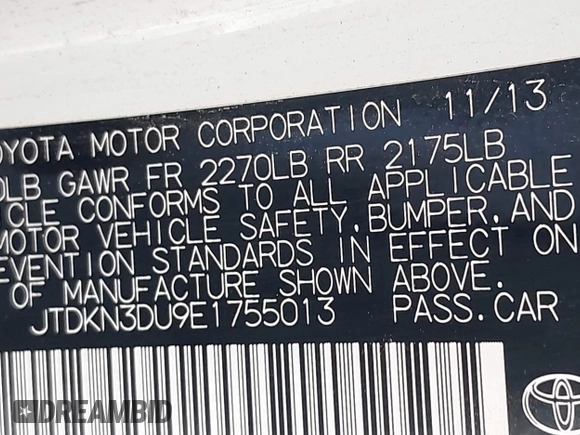 TOYOTA MOTOR CORPORATION 11/13
0LB GAWR FR 2270LB RR 2175LB
CLE CONFORMS TO ALL APPLICABLE
MOTOR VEHICLE SAFETY, BUMPER, AND
EVENTION STANDARDS IN EFFECT ON
OF MANUFACTURE SHOWN ABOVE.
JTDKN3DU9E1755013 PASS.CAR
DREAMBID